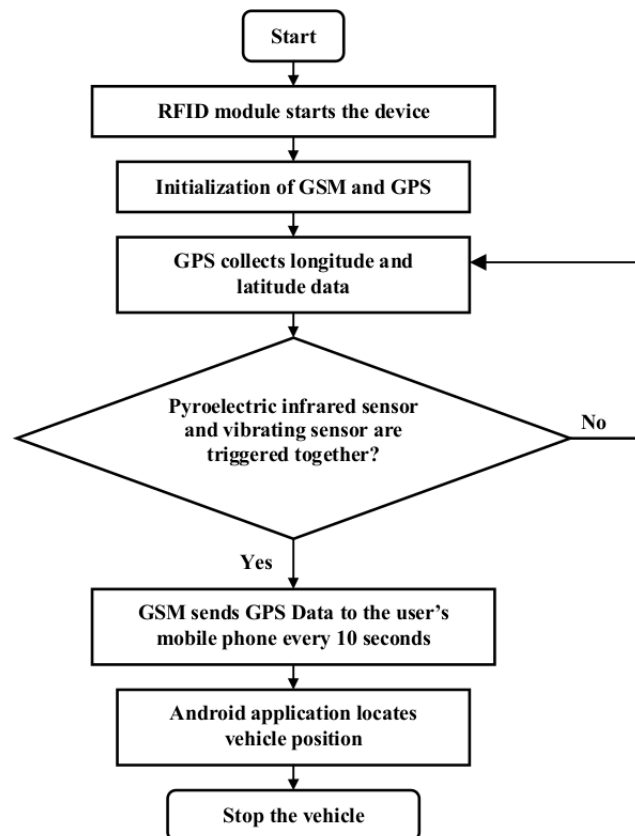 Start
RFID module starts the device
Initialization of GSM and GPS
GPS collects longitude and
latitude data
Pyroelectric infrared sensor
and vibrating sensor are
triggered together?
No
Yes
GSM sends GPS Data to the user's
mobile phone every 10 seconds
Android application locates
vehicle position
Stop the vehicle